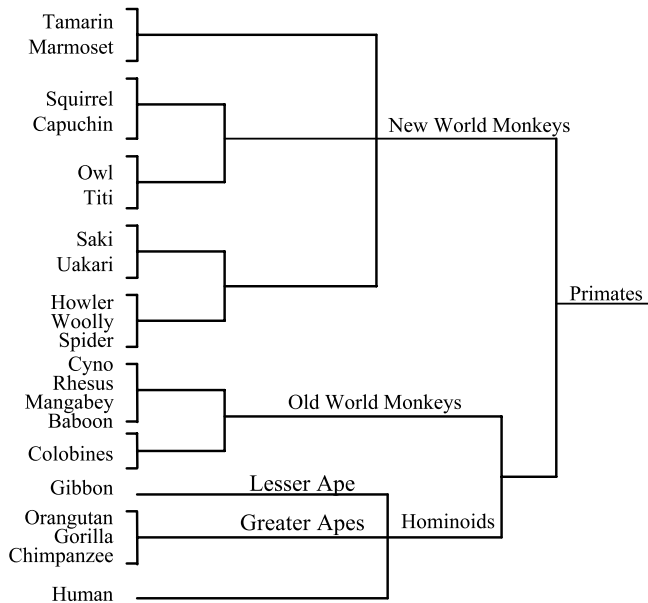 Tamarin
Marmoset
Squirrel
Capuchin
New World Monkeys
Owl
Titi
Saki
Uakari
Primates
Howler
Woolly
Spider
Cyno
Rhesus
Mangabey
Old World Monkeys
Baboon
Colobines
Gibbon
Lesser Ape
Orangutan
Greater Apes
Hominoids
Gorilla
Chimpanzee
Human